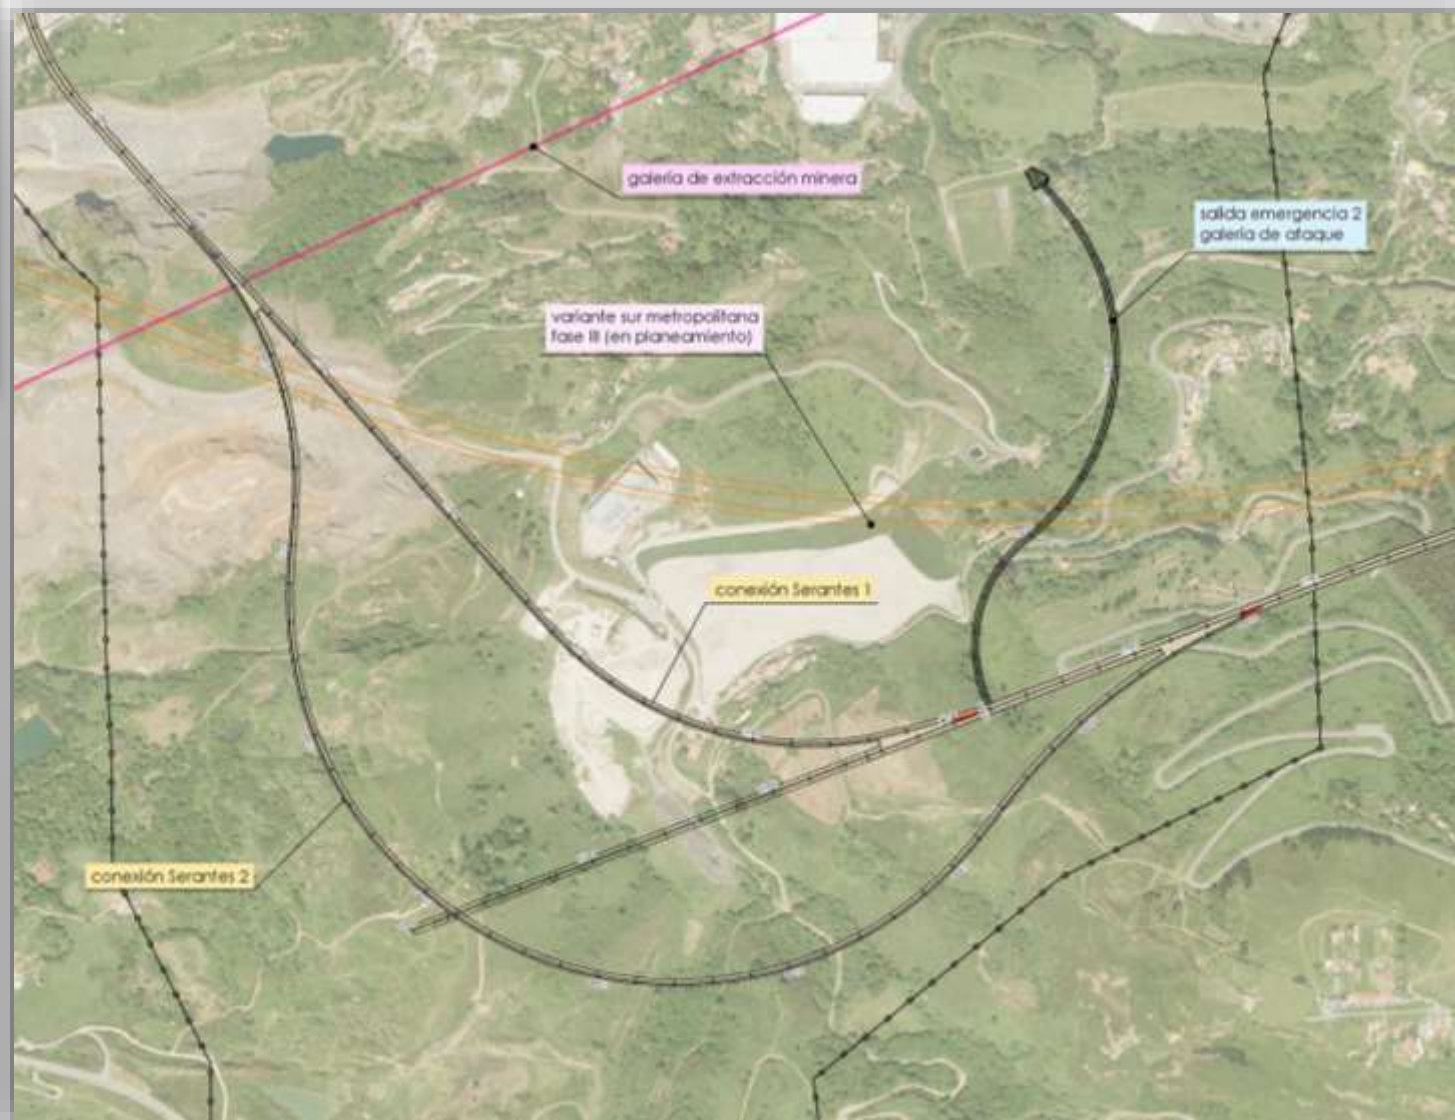 galería de extracción minera
salida emergencia 2
galería de ataque
variante sur metropolitana
fase III (en planeamiento)
conexión Serantes 1
conexión Serantes 2